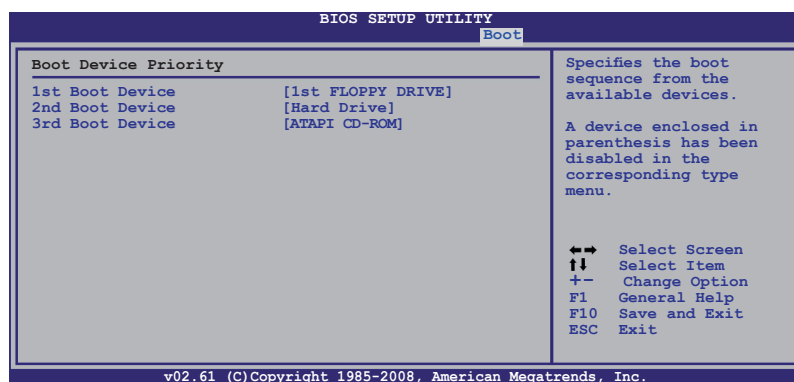 BIOS SETUP UTILITY
Boot
Boot Device Priority
1st Boot Device [1st FLOPPY DRIVE]
2nd Boot Device [Hard Drive]
3rd Boot Device [ATAPI CD-ROM]
Specifies the boot
sequence from the
available devices.
A device enclosed in
parenthesis has been
disabled in the
corresponding type
menu.
←→ Select Screen
↑↓ Select Item
+- Change Option
F1 General Help
F10 Save and Exit
ESC Exit
v02.61 (C)Copyright 1985-2008, American Megatrends, Inc.